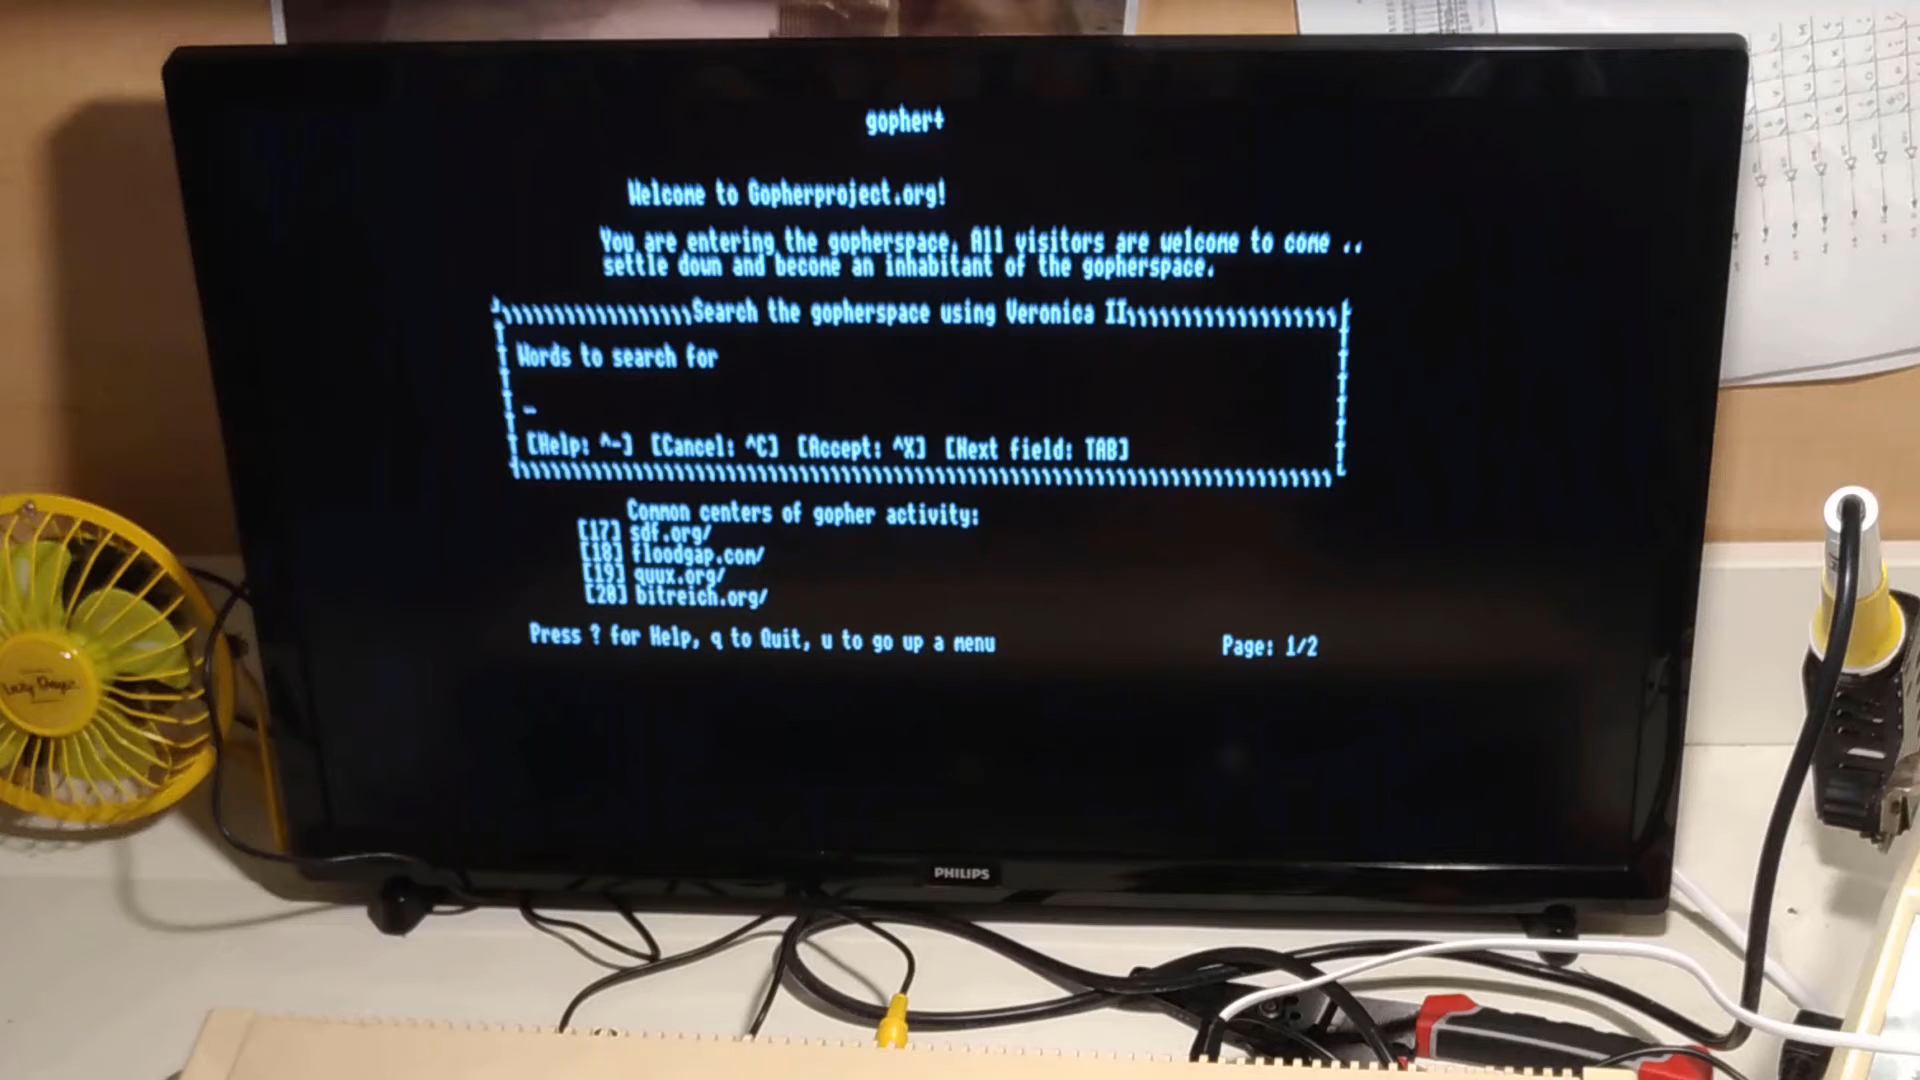 gopher+
Welcome to Gopherproject.org!
You are entering the gopherspace. All visitors are welcome to come ..
settle down and become an inhabitant of the gopherspace.
Search the gopherspace using Veronica II
Words to search for
_
[Help: ^-] [Cancel: ^C] [Accept: ^X] [Next field: TAB]
Common centers of gopher activity:
[17] sdf.org/
[18] floodgap.com/
[19] quux.org/
[20] bitreich.org/
Press ? for Help, q to Quit, u to go up a menu Page: 1/2
PHILIPS
Lazy Dayz